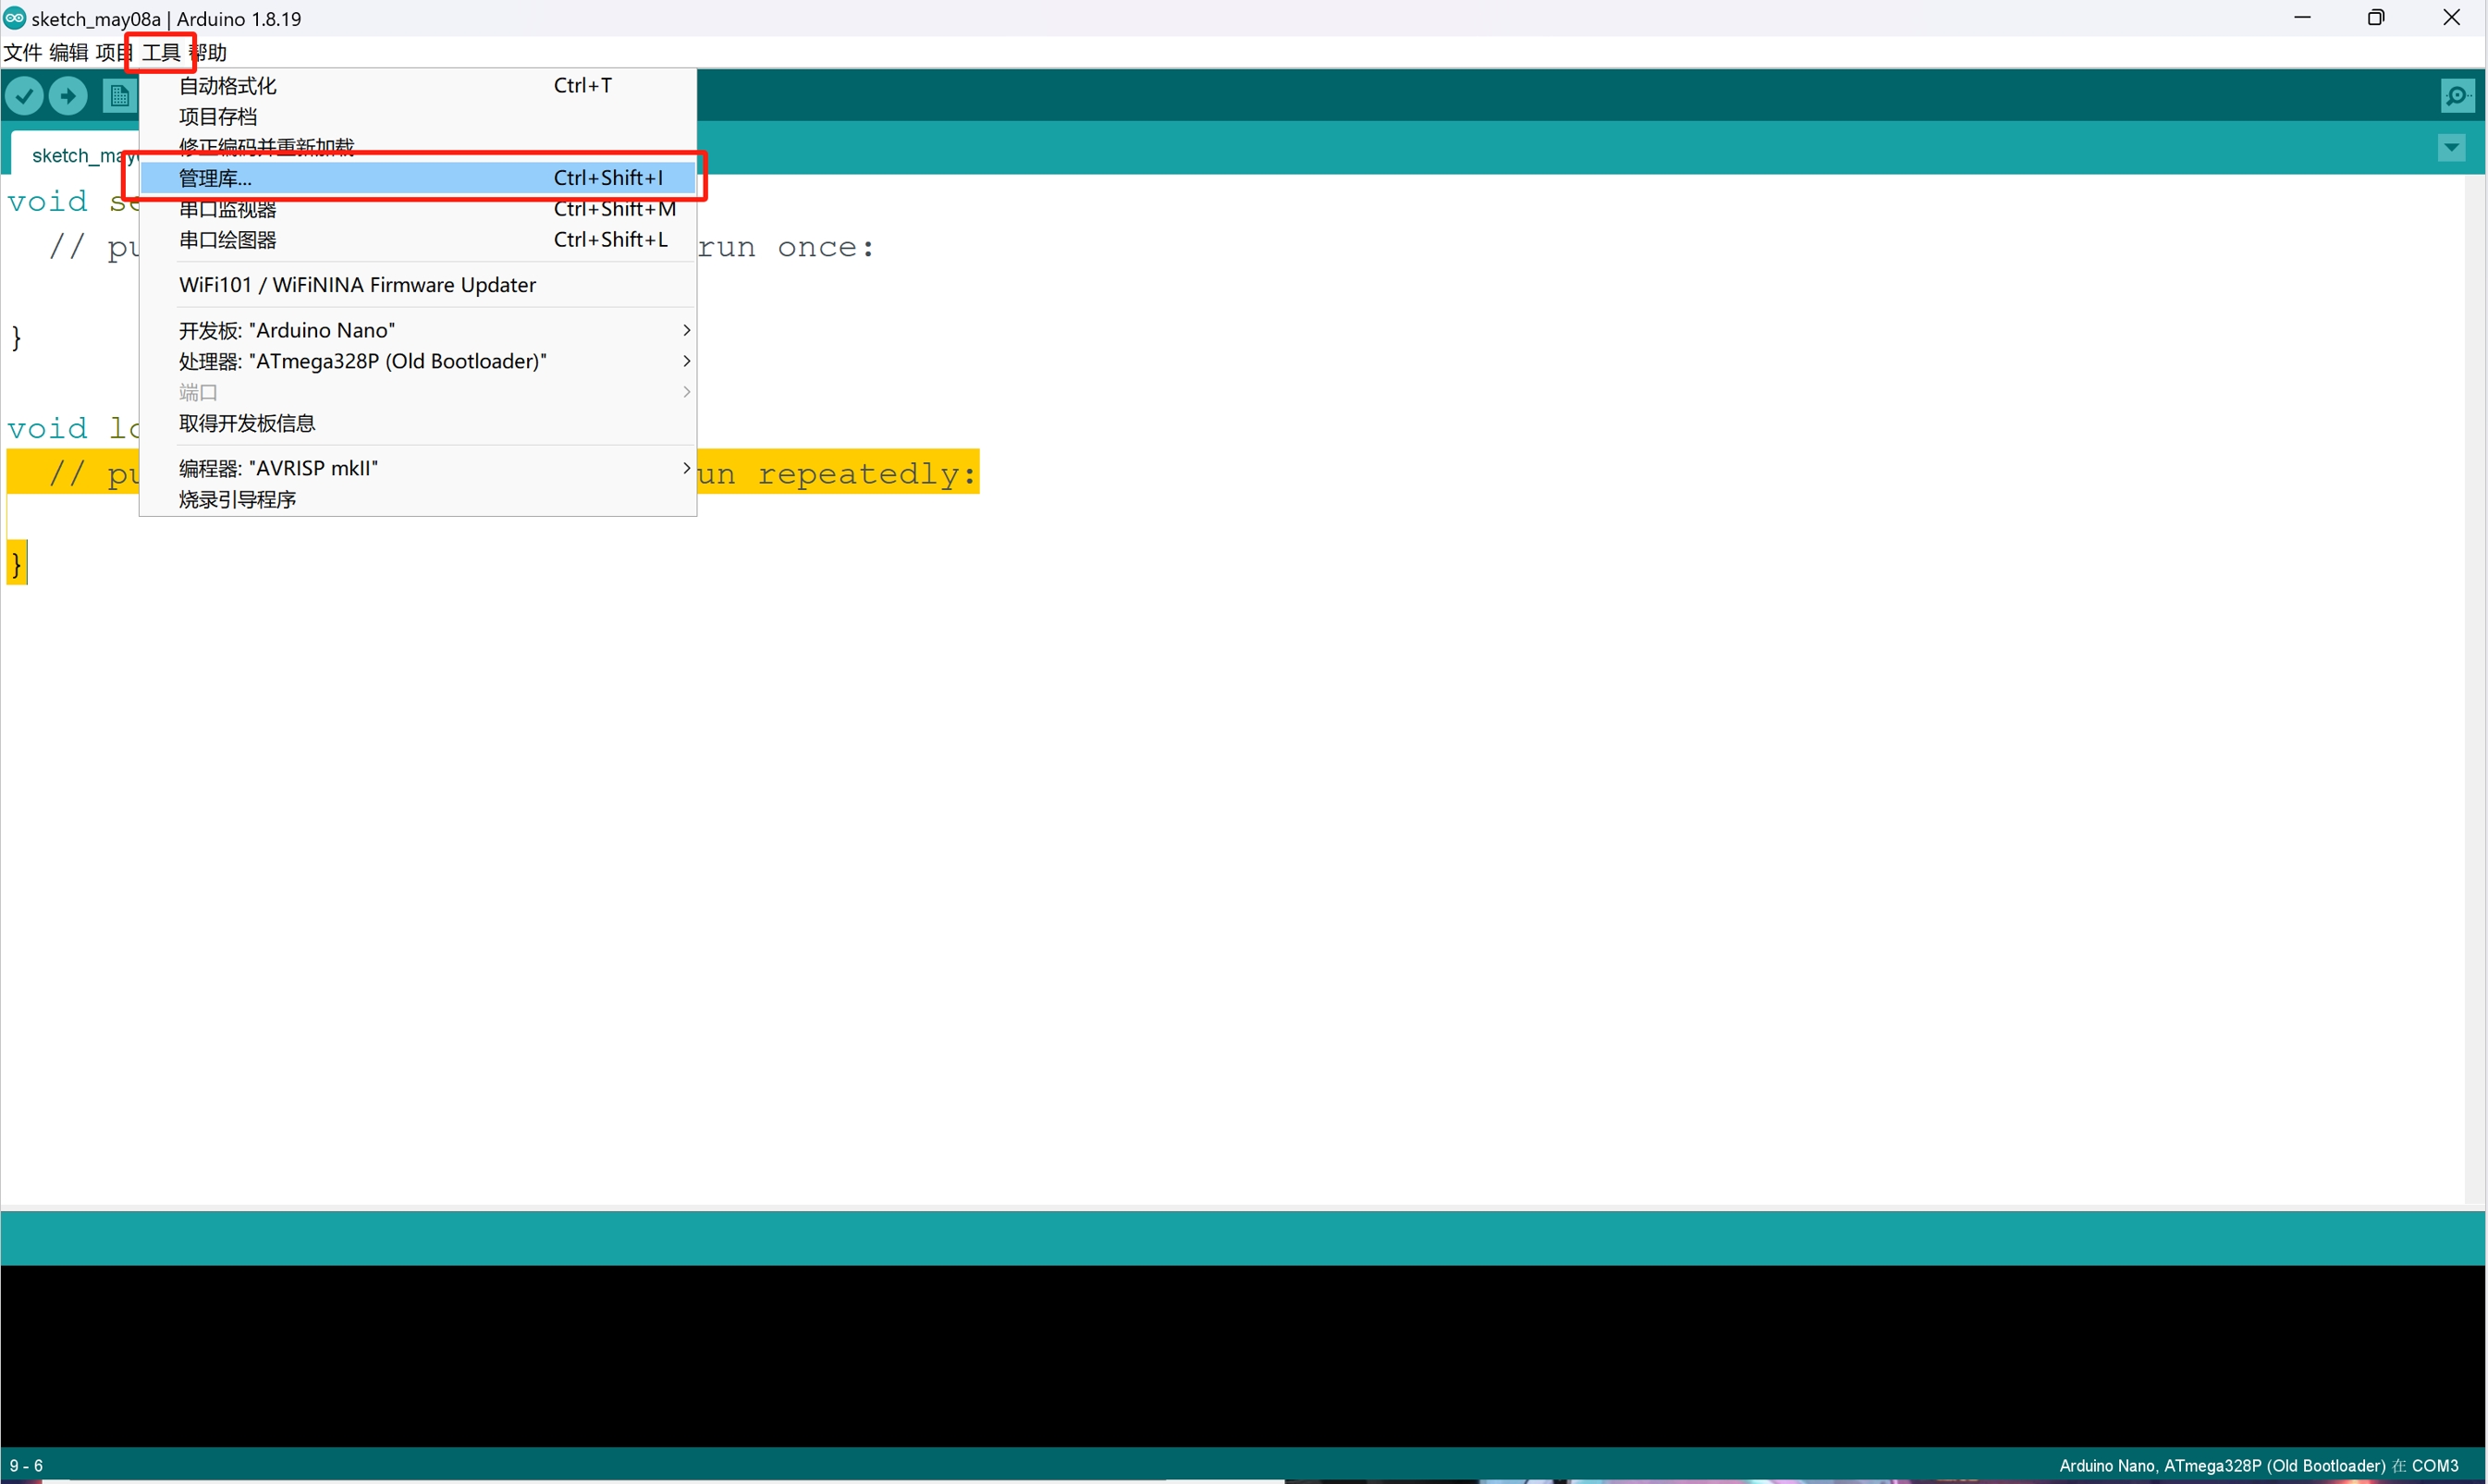 sketch_may08a | Arduino 1.8.19
文件 编辑 项目 工具 帮助
自动格式化 Ctrl+T
项目存档
修正编码并重新加载
sketch_may
管理库... Ctrl+Shift+I
void se
串口监视器 Ctrl+Shift+M
串口绘图器 Ctrl+Shift+L
// pu run once:
WiFi101 / WiFiNINA Firmware Updater
开发板: "Arduino Nano"
}
处理器: "ATmega328P (Old Bootloader)"
端口
取得开发板信息
void lo
编程器: "AVRISP mkII"
// pu un repeatedly:
烧录引导程序
}
9 - 6
Arduino Nano, ATmega328P (Old Bootloader) 在 COM3